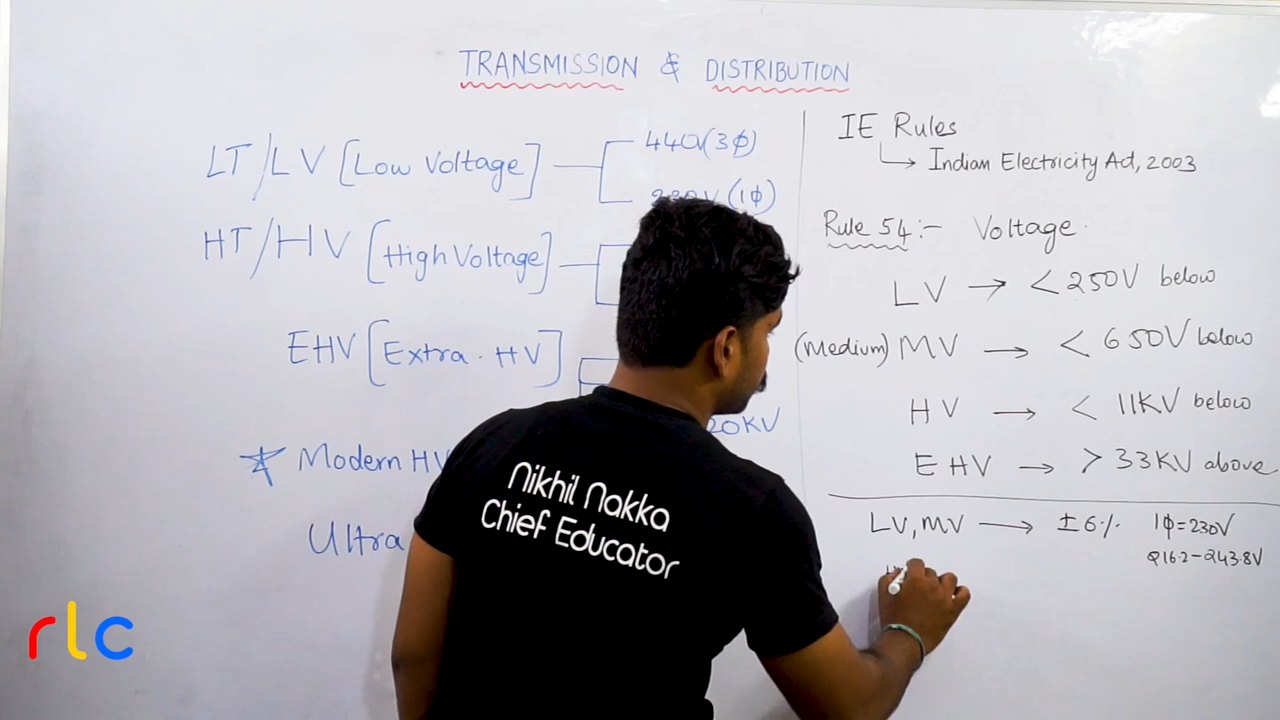 TRANSMISSION & DISTRIBUTION
LT/LV [Low Voltage]
440V(3φ)
230V (1φ)
HT/HV [High Voltage]
EHV [Extra. HV]
20KV
Modern HV
Ultra
IE Rules
Indian Electricity Act, 2003
Rule 54:- Voltage.
LV → <250V below
(Medium) MV → < 650V below
HV → < 11KV below
EHV → > 33KV above
LV, MV → ±6% 1φ=230V
216.2-243.8V
Nikhil Nakka
Chief Educator
rlc